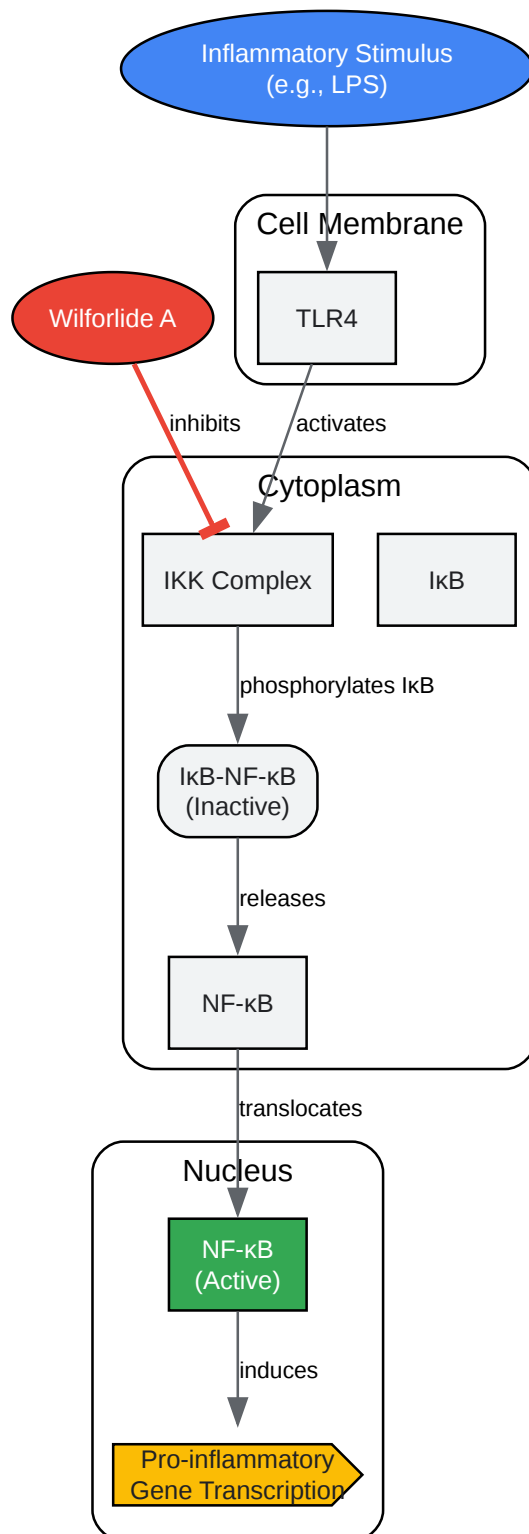 Inflammatory Stimulus
(e.g., LPS)
Cell Membrane
TLR4
Wilforlide A
inhibits
activates
Cytoplasm
IKK Complex
IκB
phosphorylates IκB
IκB-NF-κB
(Inactive)
releases
NF-κB
translocates
Nucleus
NF-κB
(Active)
induces
Pro-inflammatory
Gene Transcription